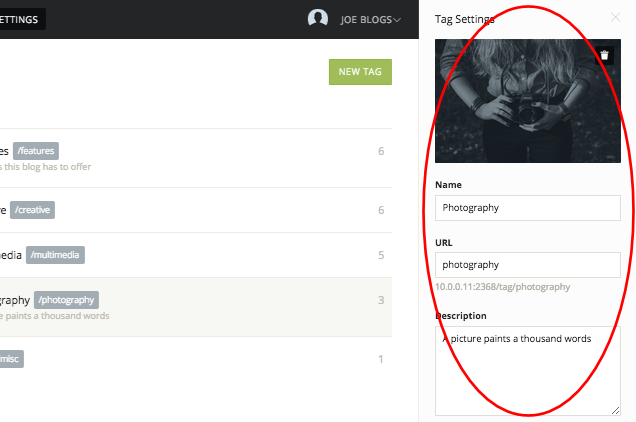 ETTINGS
JOE BLOGS
NEW TAG
es /features 6
s this blog has to offer
e /creative 6
nedia /multimedia 5
graphy /photography 3
e paints a thousand words
misc 1
Tag Settings
Name
Photography
URL
photography
10.0.0.11:2368/tag/photography
Description
A picture paints a thousand words